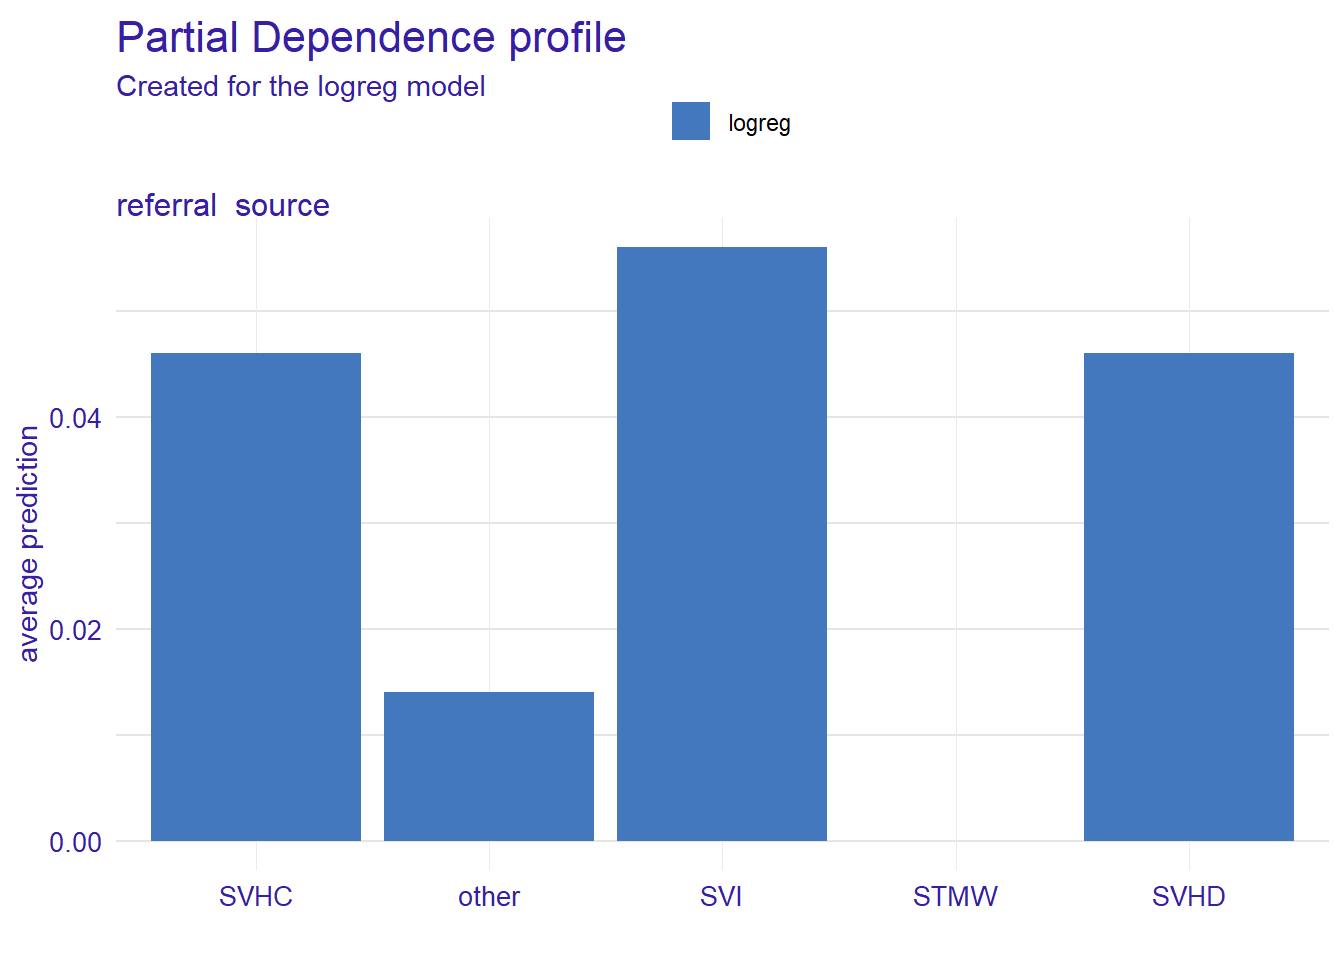 Partial Dependence profile
Created for the logreg model
logreg
referral  source
average prediction
0.04
0.02
0.00
SVHC other SVI STMW SVHD